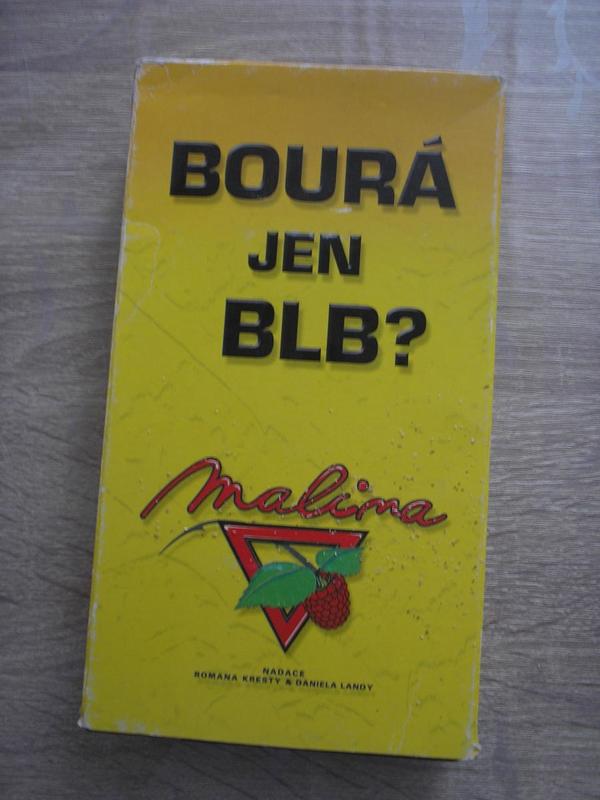 BOURÁ
JEN
BLB?
malina
NADACE
ROMANA KRESTY & DANIELA LANDY